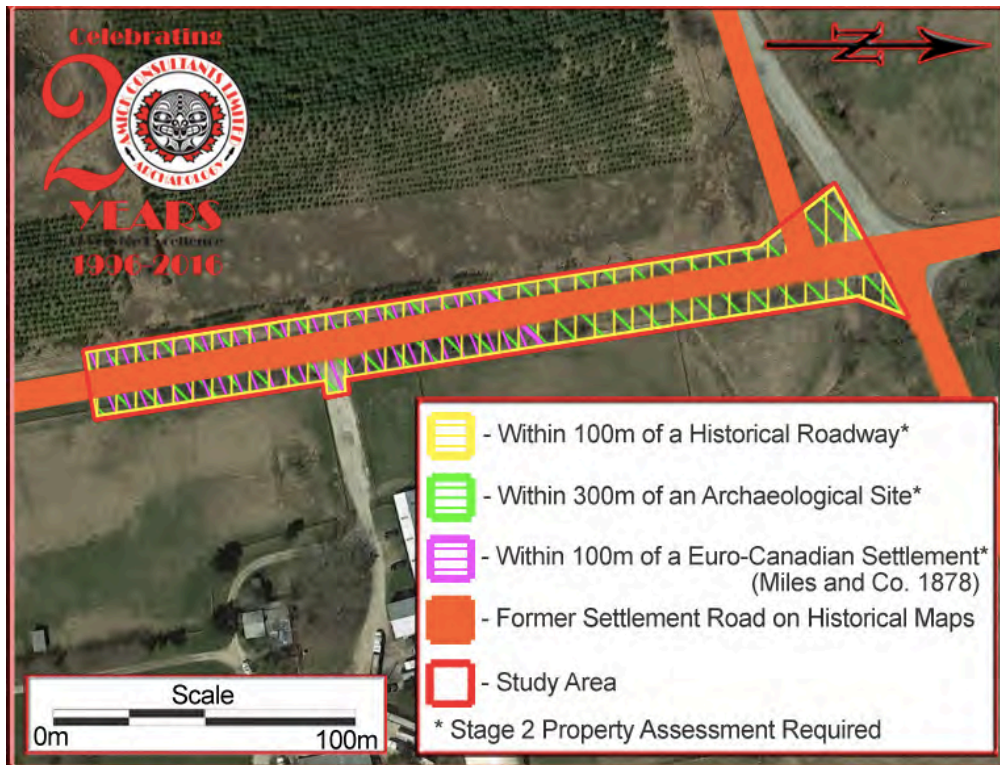 Celebrating
20
AMICK CONSULTANTS LIMITED
ARCHAEOLOGY
YEARS
1996-2016
N
- Within 100m of a Historical Roadway*
- Within 300m of an Archaeological Site*
- Within 100m of a Euro-Canadian Settlement*
(Miles and Co. 1878)
- Former Settlement Road on Historical Maps
- Study Area
* Stage 2 Property Assessment Required
Scale
0m
100m